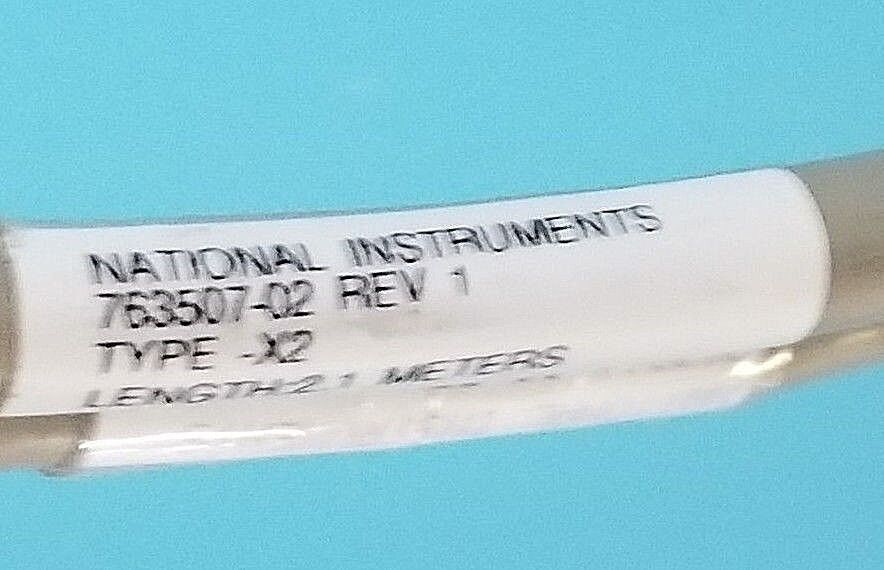 NATIONAL INSTRUMENTS
763507-02 REV 1
TYPE -X2
LENGTH:2.1 METERS